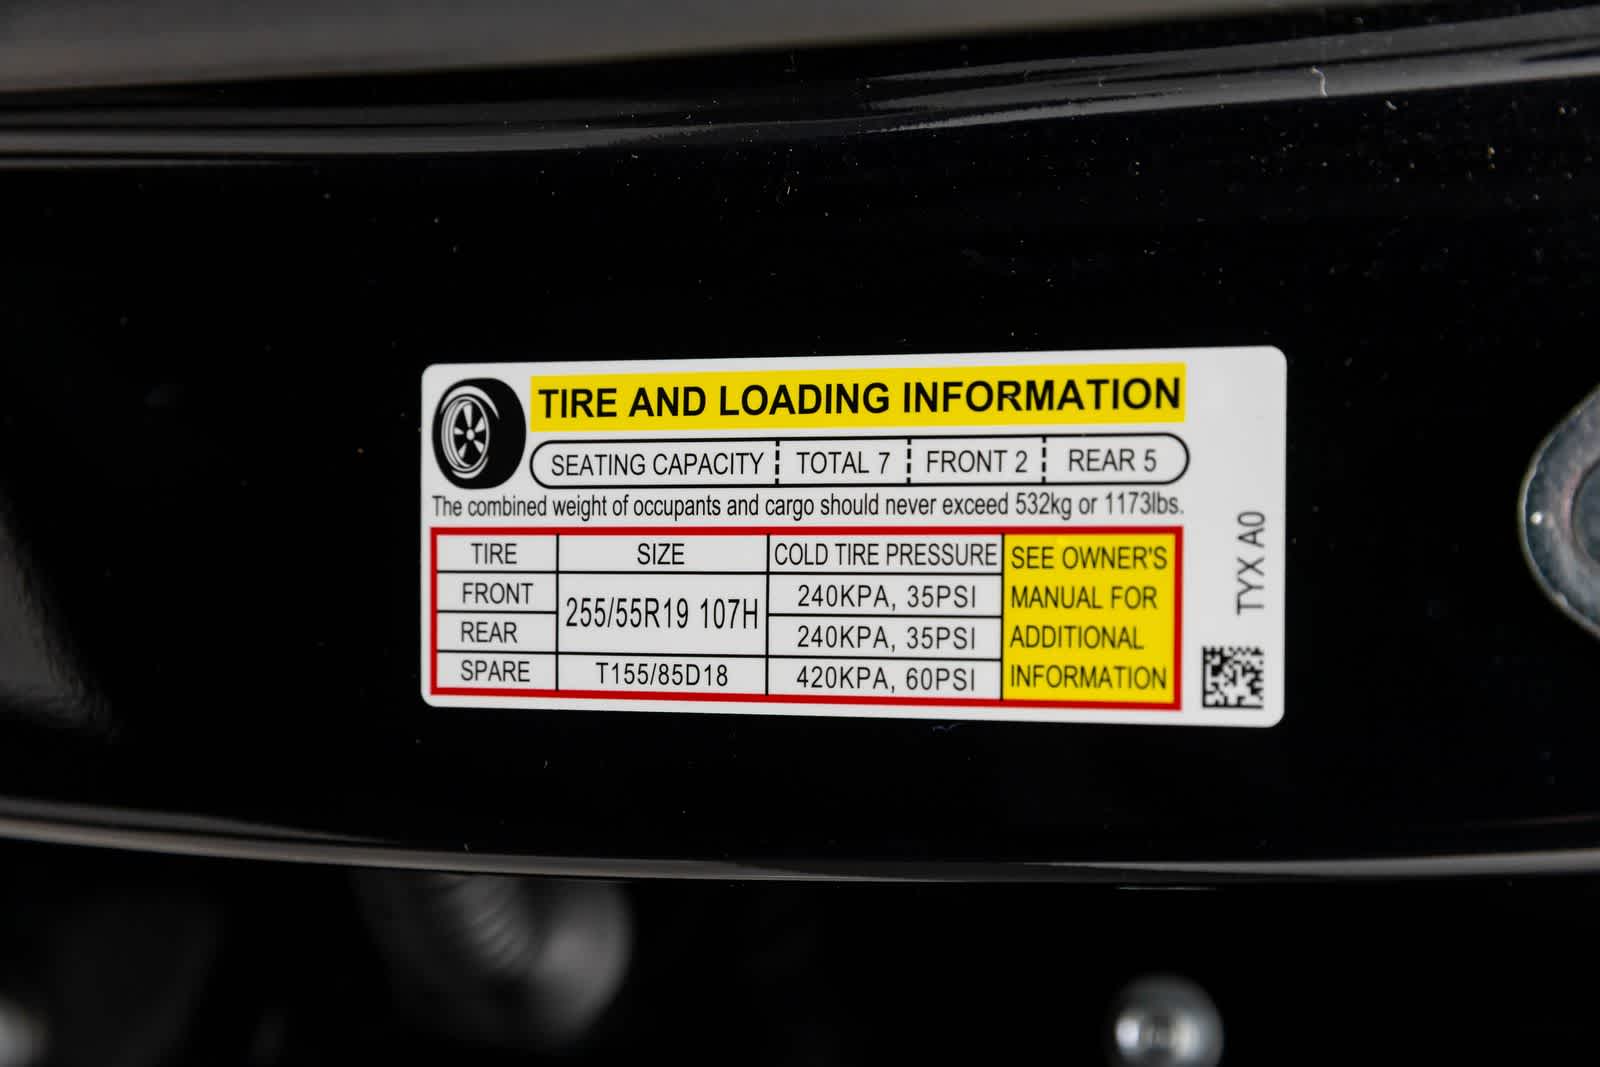 TIRE AND LOADING INFORMATION
SEATING CAPACITY TOTAL 7 FRONT 2 REAR 5
The combined weight of occupants and cargo should never exceed 532kg or 1173lbs.
TIRE SIZE COLD TIRE PRESSURE
FRONT 255/55R19 107H 240KPA, 35PSI
REAR 240KPA, 35PSI
SPARE T155/85D18 420KPA, 60PSI
SEE OWNER'S
MANUAL FOR
ADDITIONAL
INFORMATION
TYX A0